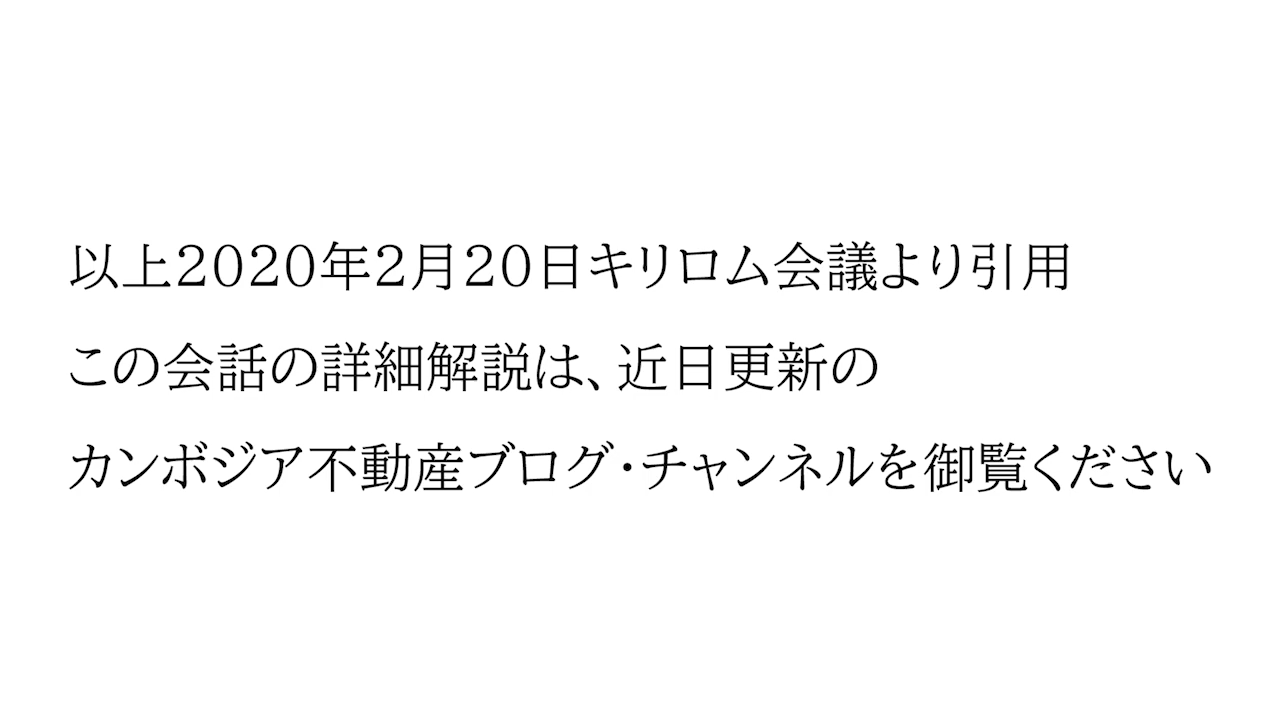 以上2020年2月20日キリロム会議より引用
この会話の詳細解説は、近日更新の
カンボジア不動産ブログ・チャンネルを御覧ください